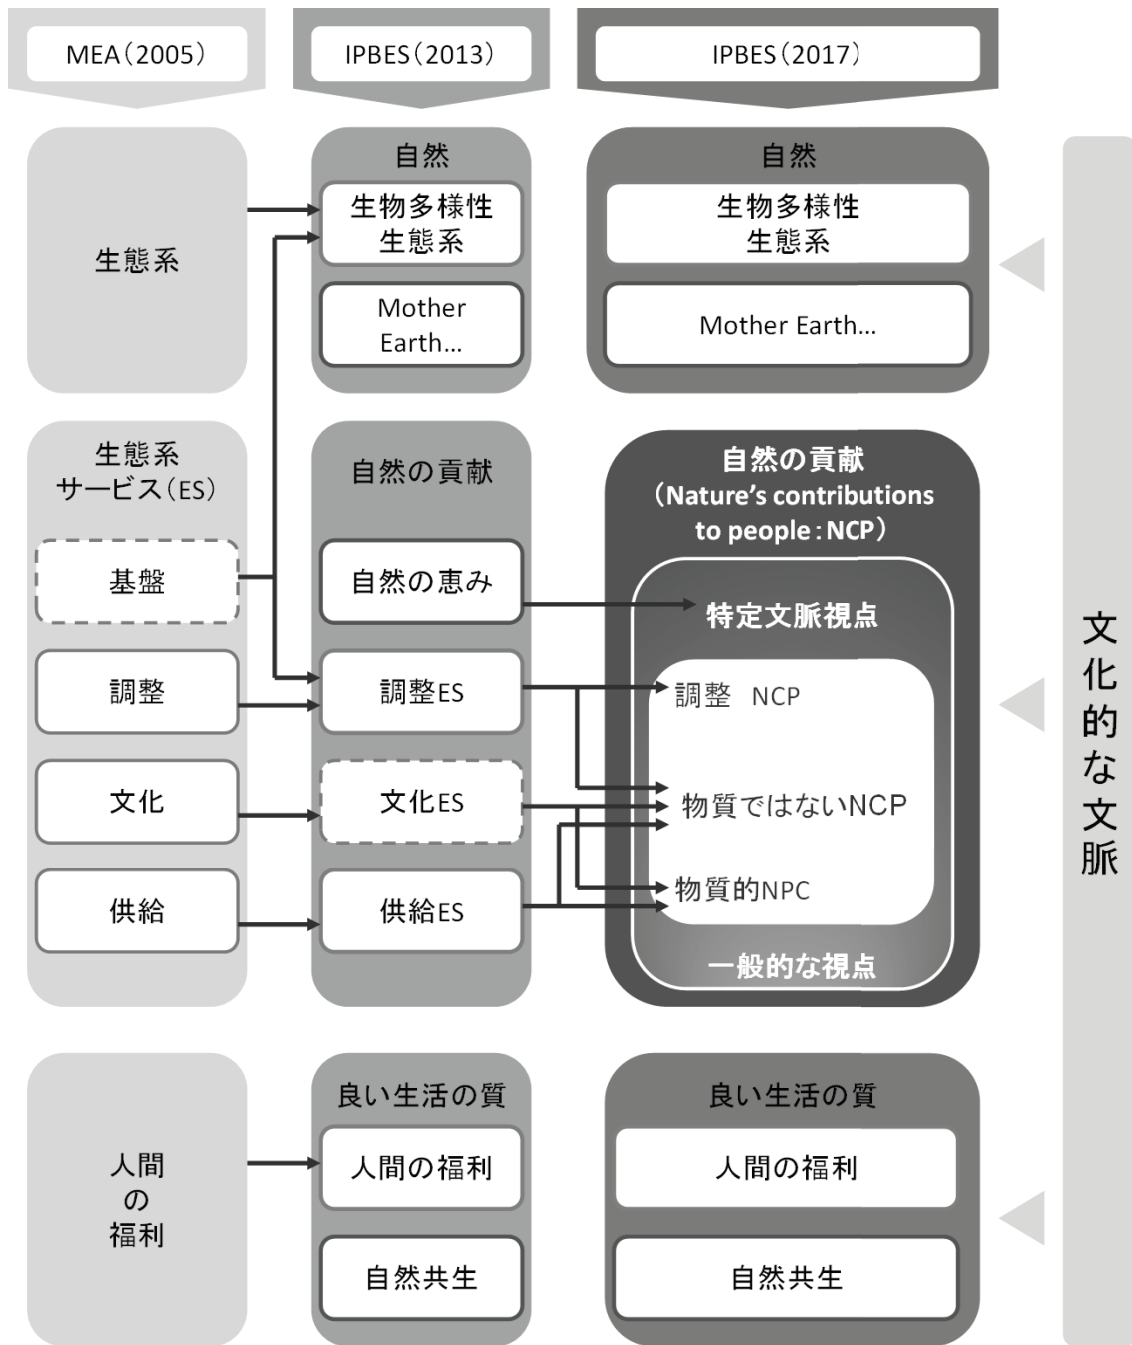 MEA（2005）
IPBES（2013）
IPBES（2017）
生態系
自然
生物多様性
生態系
Mother
Earth…
自然
生物多様性
生態系
Mother Earth…
生態系
サービス（ES）
基盤
調整
文化
供給
自然の貢献
自然の恵み
調整ES
文化ES
供給ES
自然の貢献
（Nature’s contributions
to people：NCP）
特定文脈視点
調整　NCP
物質ではないNCP
物質的NPC
一般的な視点
人間
の
福利
良い生活の質
人間の福利
自然共生
良い生活の質
人間の福利
自然共生
文化的な文脈